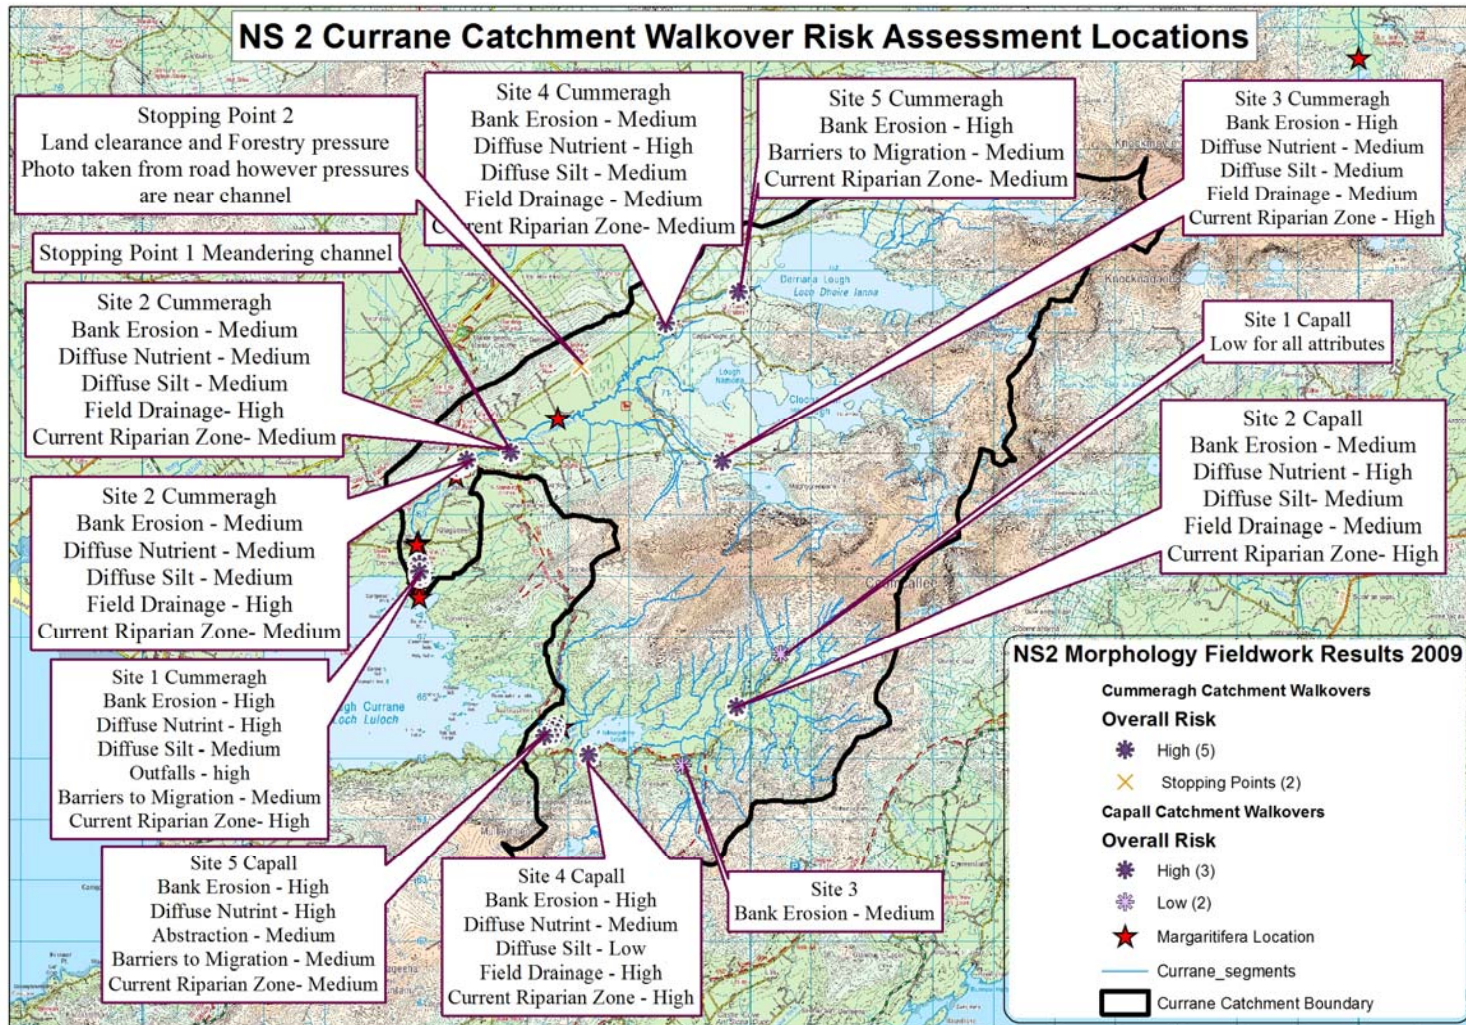 NS 2 Currane Catchment Walkover Risk Assessment Locations
Stopping Point 2
Land clearance and Forestry pressure
Photo taken from road however pressures
are near channel
Site 4 Cummeragh
Bank Erosion - Medium
Diffuse Nutrient - High
Diffuse Silt - Medium
Field Drainage - Medium
Current Riparian Zone- Medium
Site 5 Cummeragh
Bank Erosion - High
Barriers to Migration - Medium
Current Riparian Zone- Medium
Site 3 Cummeragh
Bank Erosion - High
Diffuse Nutrient - Medium
Diffuse Silt - Medium
Field Drainage - Medium
Current Riparian Zone - High
Stopping Point 1 Meandering channel
Site 2 Cummeragh
Bank Erosion - Medium
Diffuse Nutrient - Medium
Diffuse Silt - Medium
Field Drainage- High
Current Riparian Zone- Medium
Site 1 Capall
Low for all attributes
Site 2 Capall
Bank Erosion - Medium
Diffuse Nutrient - High
Diffuse Silt- Medium
Field Drainage - Medium
Current Riparian Zone- High
Site 2 Cummeragh
Bank Erosion - Medium
Diffuse Nutrient - Medium
Diffuse Silt - Medium
Field Drainage - High
Current Riparian Zone- Medium
Site 1 Cummeragh
Bank Erosion - High
Diffuse Nutrint - High
Diffuse Silt - Medium
Outfalls - high
Barriers to Migration - Medium
Current Riparian Zone- High
Site 5 Capall
Bank Erosion - High
Diffuse Nutrint - High
Abstraction - Medium
Barriers to Migration - Medium
Current Riparian Zone- Medium
Site 4 Capall
Bank Erosion - High
Diffuse Nutrint - Medium
Diffuse Silt - Low
Field Drainage - High
Current Riparian Zone - High
Site 3
Bank Erosion - Medium
Derriana Lough
Loch Dhoire Ianna
Lough
Namona
Currane
Loch Luíoch
NS2 Morphology Fieldwork Results 2009
Cummeragh Catchment Walkovers
Overall Risk
High (5)
Stopping Points (2)
Capall Catchment Walkovers
Overall Risk
High (3)
Low (2)
Margaritifera Location
Currane_segments
Currane Catchment Boundary